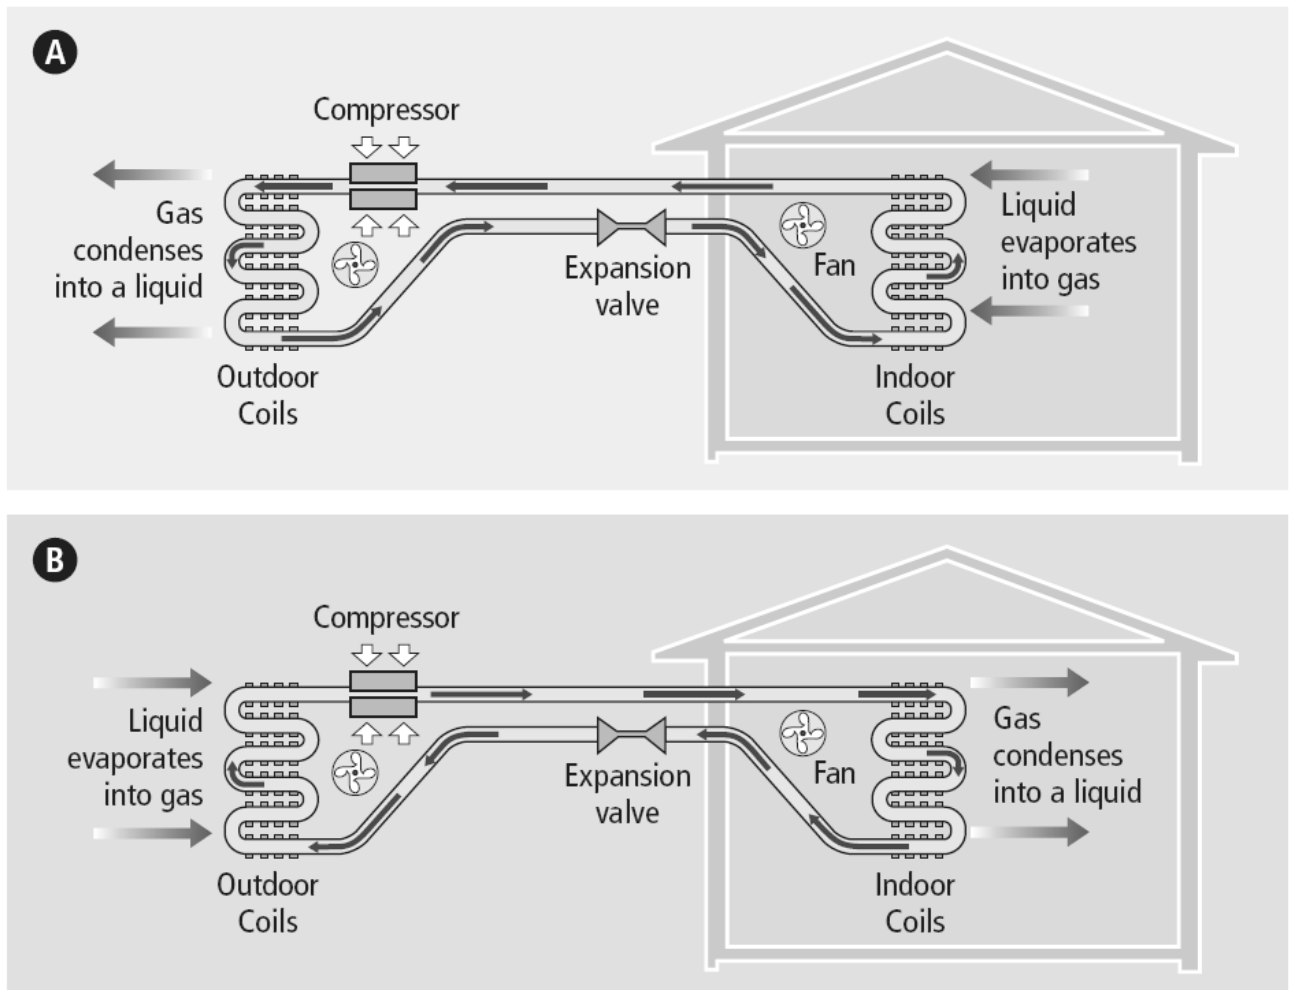 A
Compressor
Gas
condenses
into a liquid
Liquid
evaporates
into gas
Expansion
valve
Fan
Outdoor
Coils
Indoor
Coils
B
Compressor
Liquid
evaporates
into gas
Gas
condenses
into a liquid
Expansion
valve
Fan
Outdoor
Coils
Indoor
Coils